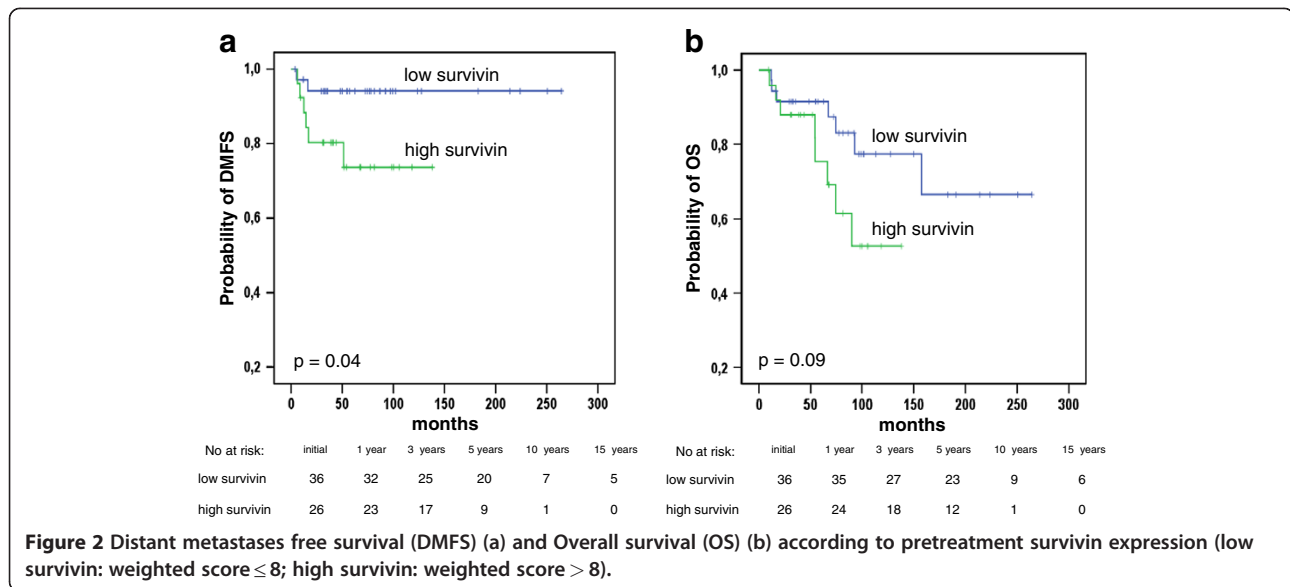 a
1,0
0,8
0,6
0,4
0,2
Probability of DMFS
low survivin
high survivin
p = 0.04
0 50 100 150 200 250 300
months
No at risk: initial 1 year 3 years 5 years 10 years 15 years
low survivin 36 32 25 20 7 5
high survivin 26 23 17 9 1 0
b
1,0
0,8
0,6
0,4
0,2
Probability of OS
low survivin
high survivin
p = 0.09
0 50 100 150 200 250 300
months
No at risk: initial 1 year 3 years 5 years 10 years 15 years
low survivin 36 35 27 23 9 6
high survivin 26 24 18 12 1 0
Figure 2 Distant metastases free survival (DMFS) (a) and Overall survival (OS) (b) according to pretreatment survivin expression (low
survivin: weighted score ≤ 8; high survivin: weighted score > 8).